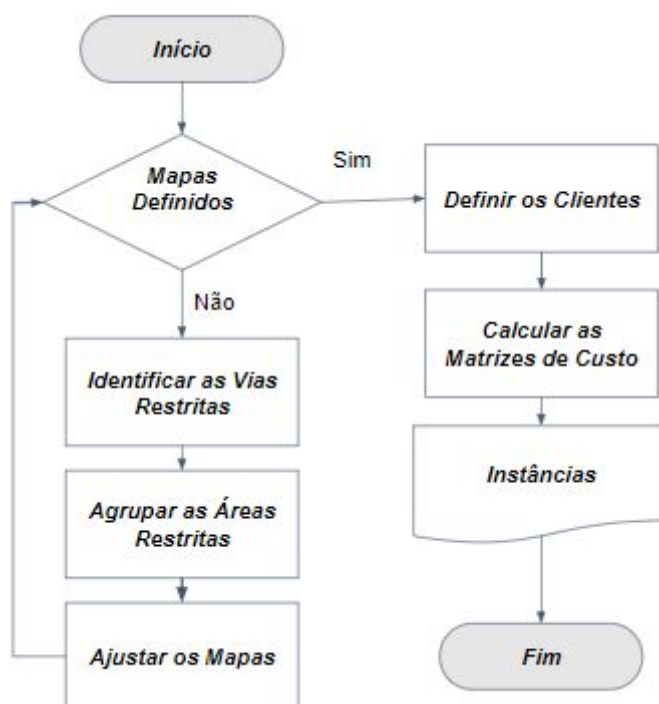 Início
Mapas
Definidos
Sim
Não
Identificar as Vias
Restritas
Agrupar as Áreas
Restritas
Ajustar os Mapas
Definir os Clientes
Calcular as
Matrizes de Custo
Instâncias
Fim